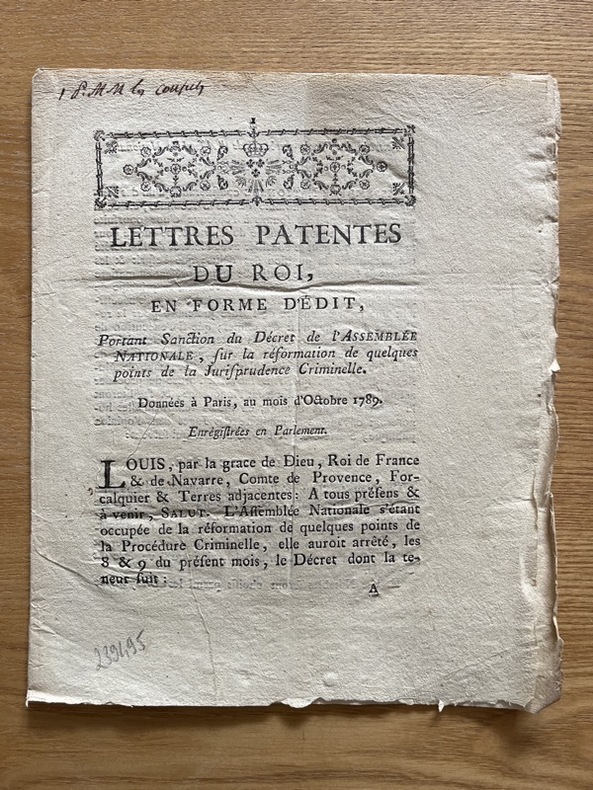 1
LETTRES PATENTES
DU ROI,
EN FORME D'ÉDIT,
Portant Sanction du Décret de l'ASSEMBLÉE
NATIONALE, ſur la réformation de quelques
points de la Juriſprudence Criminelle.
Données à Paris, au mois d'Octobre 1789.
Enrégiſtrées en Parlement.
LOUIS, par la grace de Dieu, Roi de France
& de Navarre, Comte de Provence, For-
calquier & Terres adjacentes: A tous préſens &
à venir, SALUT. L'Aſſemblée Nationale s'étant
occupée de la réformation de quelques points de
la Procédure Criminelle, elle auroit arrêté, les
8 & 9 du préſent mois, le Décret dont la te-
neur ſuit:
A
239495